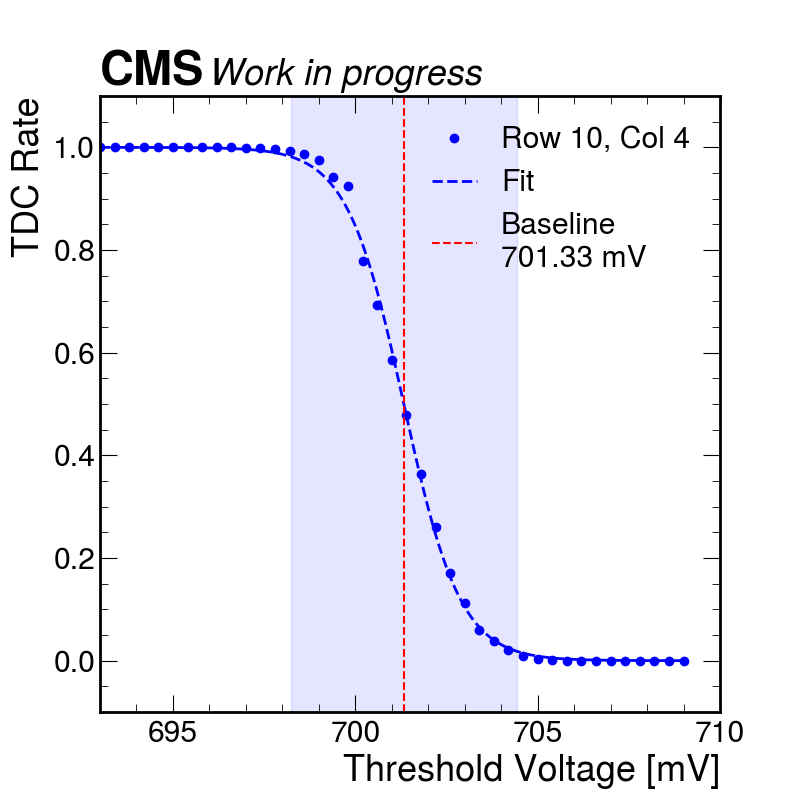 CMS Work in progress
TDC Rate
Row 10, Col 4
Fit
Baseline
701.33 mV
1.0
0.8
0.6
0.4
0.2
0.0
695 700 705 710
Threshold Voltage [mV]